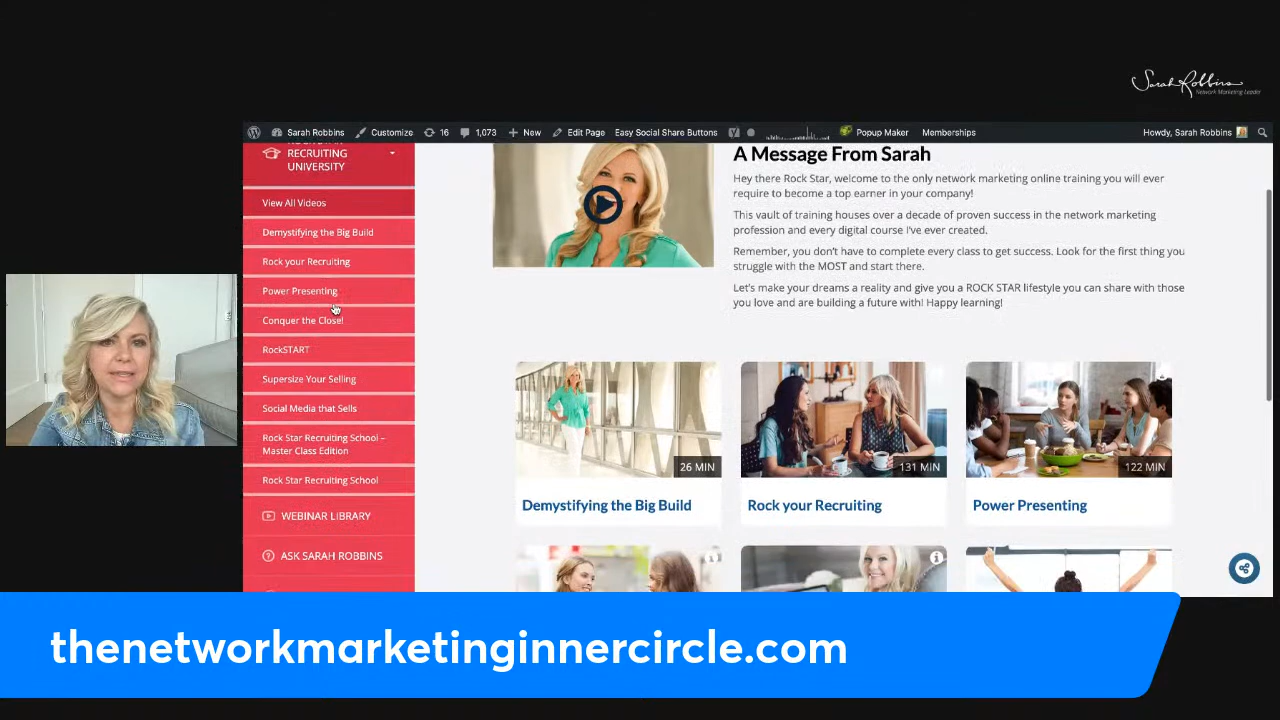 Sarah Robbins
Network Marketing Leader
Sarah Robbins Customize 16 1,073 New Edit Page Easy Social Share Buttons Popup Maker Memberships Howdy, Sarah Robbins
RECRUITING
UNIVERSITY
View All Videos
Demystifying the Big Build
Rock your Recruiting
Power Presenting
Conquer the Close!
RockSTART
Supersize Your Selling
Social Media that Sells
Rock Star Recruiting School –
Master Class Edition
Rock Star Recruiting School
WEBINAR LIBRARY
ASK SARAH ROBBINS
A Message From Sarah
Hey there Rock Star, welcome to the only network marketing online training you will ever
require to become a top earner in your company!
This vault of training houses over a decade of proven success in the network marketing
profession and every digital course I've ever created.
Remember, you don't have to complete every class to get success. Look for the first thing you
struggle with the MOST and start there.
Let's make your dreams a reality and give you a ROCK STAR lifestyle you can share with those
you love and are building a future with! Happy learning!
26 MIN
131 MIN
122 MIN
Demystifying the Big Build
Rock your Recruiting
Power Presenting
thenetworkmarketinginnercircle.com